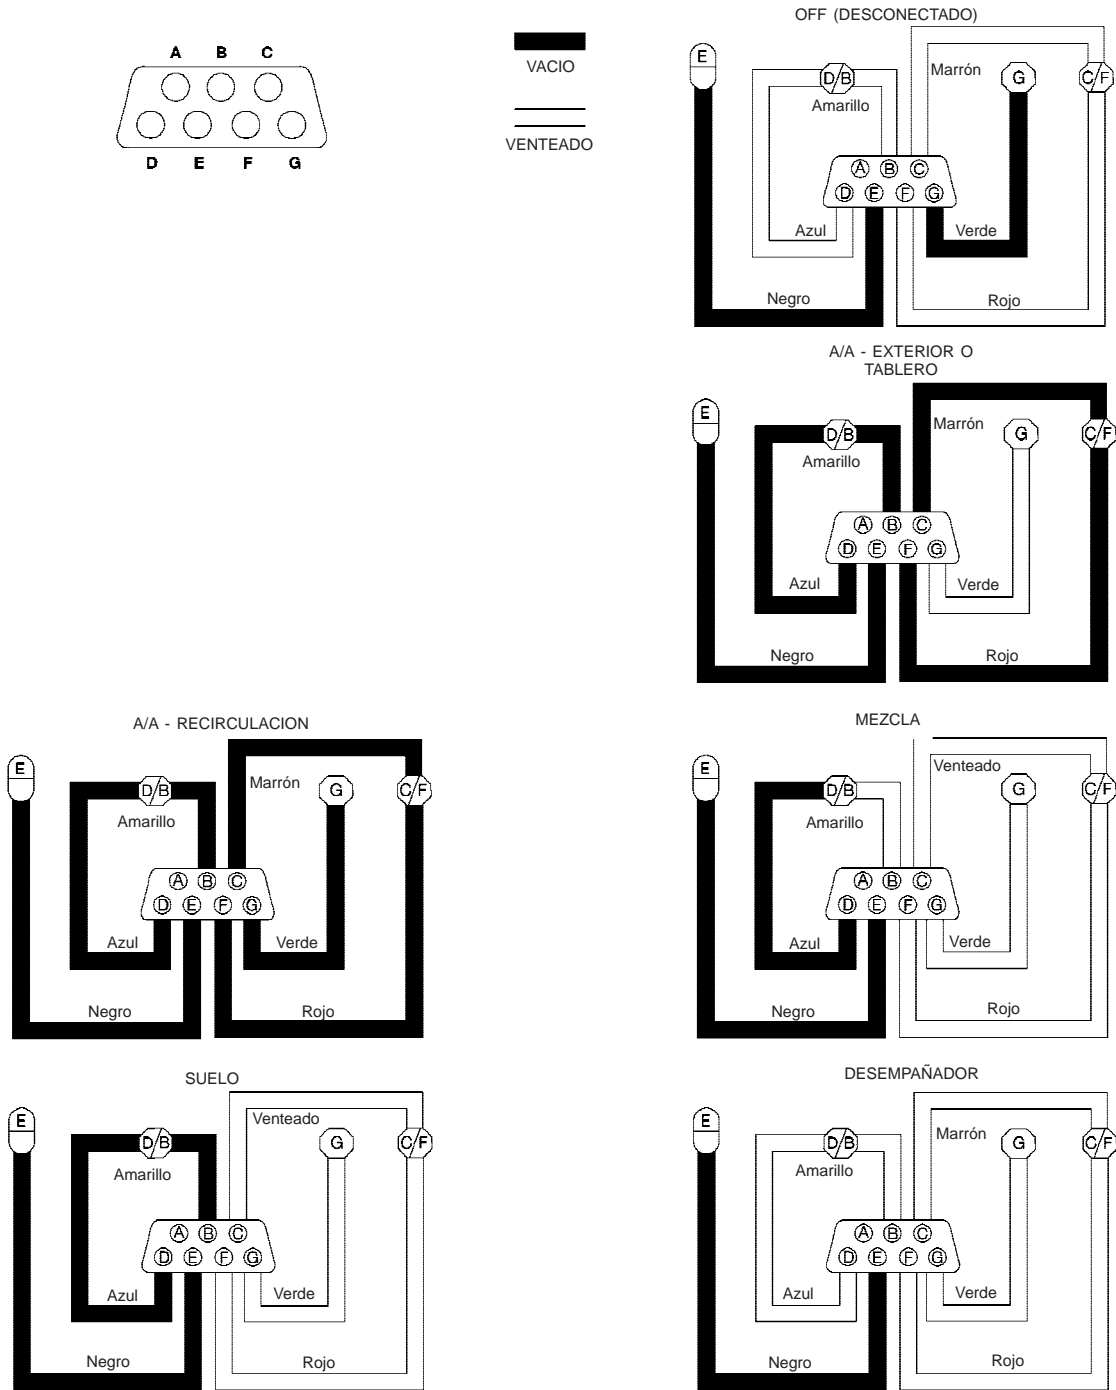 A B C
D E F G
VACIO
VENTEADO
OFF (DESCONECTADO)
E
D/B
Marrón
G
C/F
Amarillo
A B C
D E F G
Azul
Verde
Negro
Rojo
A/A - EXTERIOR O
TABLERO
E
D/B
Marrón
G
C/F
Amarillo
A B C
D E F G
Azul
Verde
Negro
Rojo
A/A - RECIRCULACION
E
D/B
Marrón
G
C/F
Amarillo
A B C
D E F G
Azul
Verde
Negro
Rojo
MEZCLA
E
D/B
Venteado
G
C/F
Amarillo
A B C
D E F G
Azul
Verde
Negro
Rojo
SUELO
E
D/B
Venteado
G
C/F
Amarillo
A B C
D E F G
Azul
Verde
Negro
Rojo
DESEMPAÑADOR
E
D/B
Marrón
G
C/F
Amarillo
A B C
D E F G
Azul
Verde
Negro
Rojo